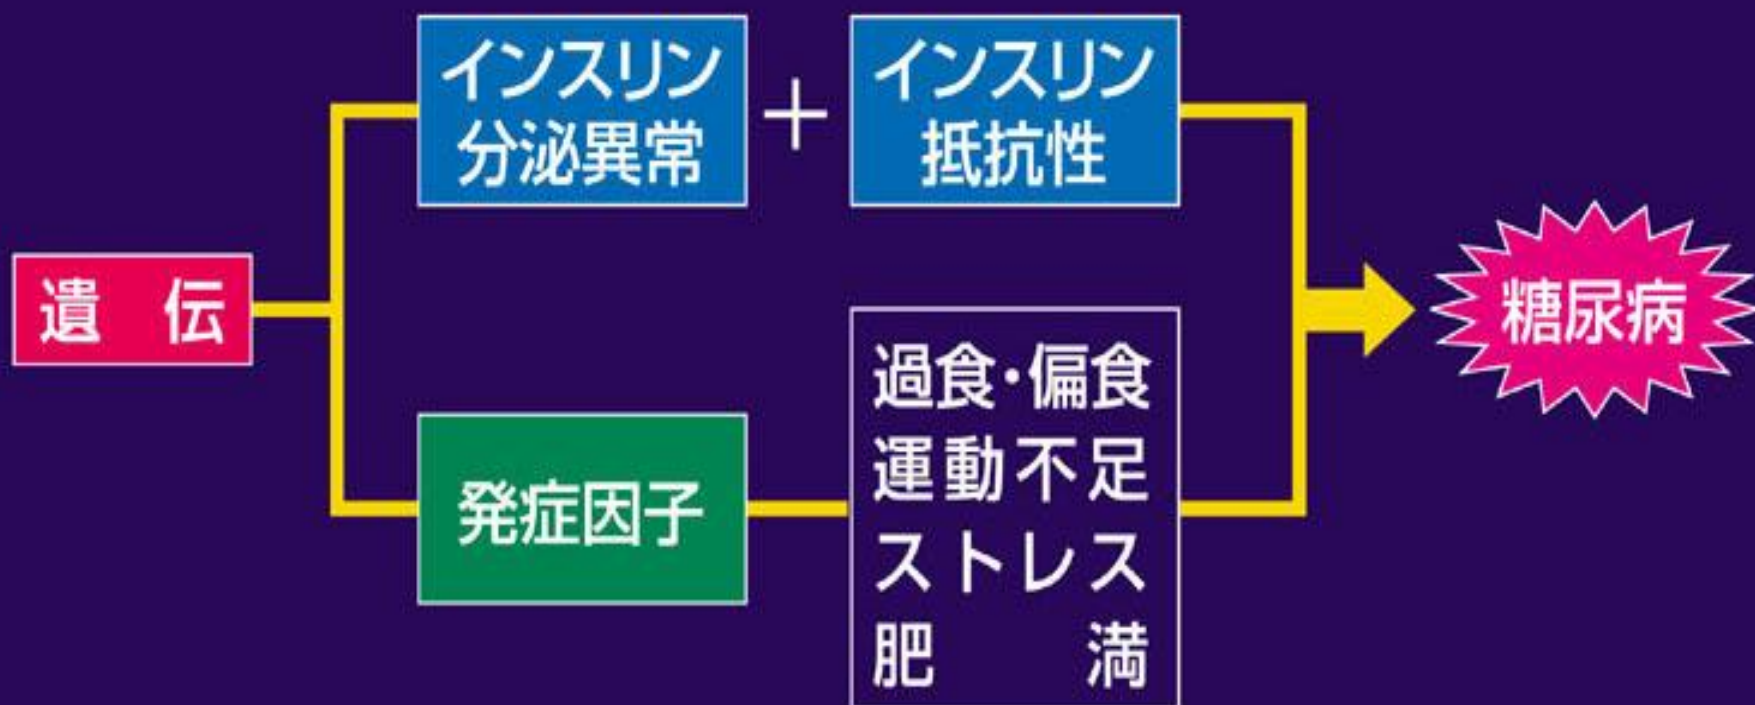 遺 伝
インスリン
分泌異常
+
インスリン
抵抗性
発症因子
過食・偏食
運動不足
ストレス
肥 満
糖尿病